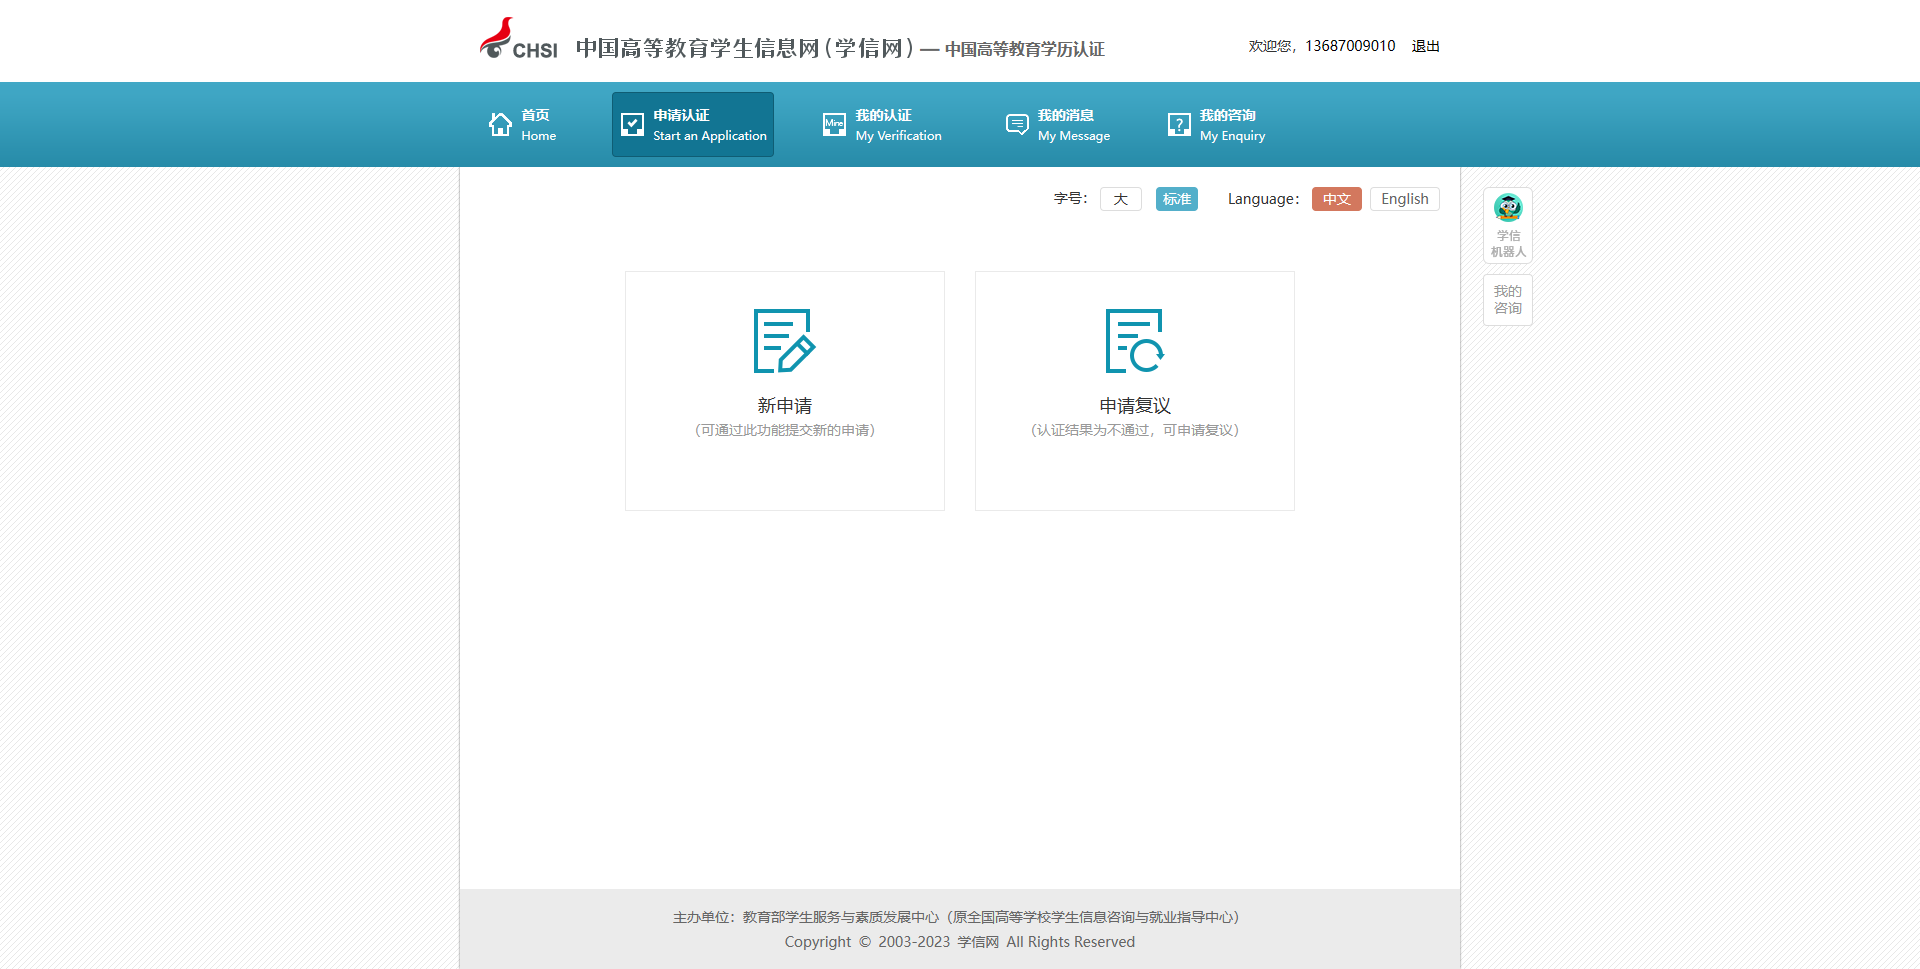 CHSI 中国高等教育学生信息网(学信网) — 中国高等教育学历认证
欢迎您，13687009010 退出
首页
Home
申请认证
Start an Application
Mine
我的认证
My Verification
我的消息
My Message
?
我的咨询
My Enquiry
字号： 大 标准 Language： 中文 English
学信
机器人
我的
咨询
新申请
（可通过此功能提交新的申请）
申请复议
（认证结果为不通过，可申请复议）
主办单位：教育部学生服务与素质发展中心（原全国高等学校学生信息咨询与就业指导中心）
Copyright © 2003-2023 学信网 All Rights Reserved